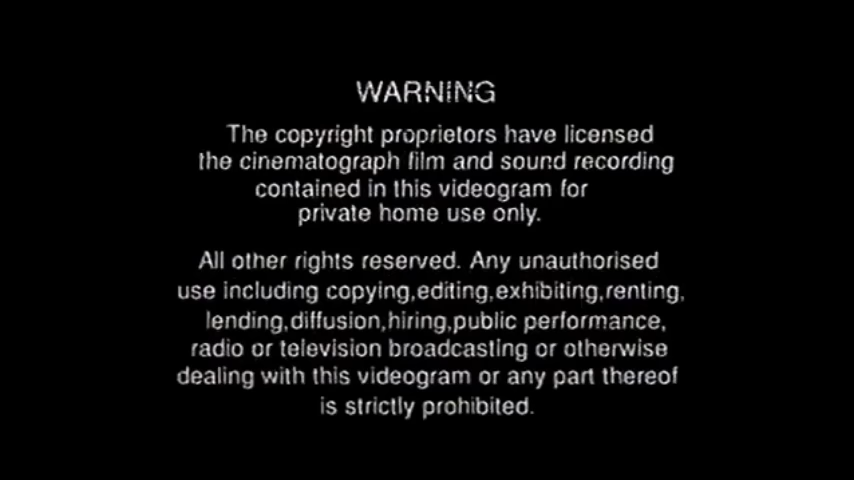 WARNING
The copyright proprietors have licensed
the cinematograph film and sound recording
contained in this videogram for
private home use only.
All other rights reserved. Any unauthorised
use including copying,editing,exhibiting,renting,
lending,diffusion,hiring,public performance,
radio or television broadcasting or otherwise
dealing with this videogram or any part thereof
is strictly prohibited.